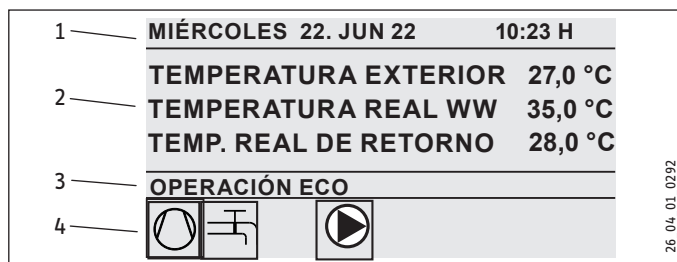 1 MIÉRCOLES 22. JUN 22 10:23 H
TEMPERATURA EXTERIOR 27,0 °C
2 TEMPERATURA REAL WW 35,0 °C
TEMP. REAL DE RETORNO 28,0 °C
3 OPERACIÓN ECO
4
26 04 01 0292